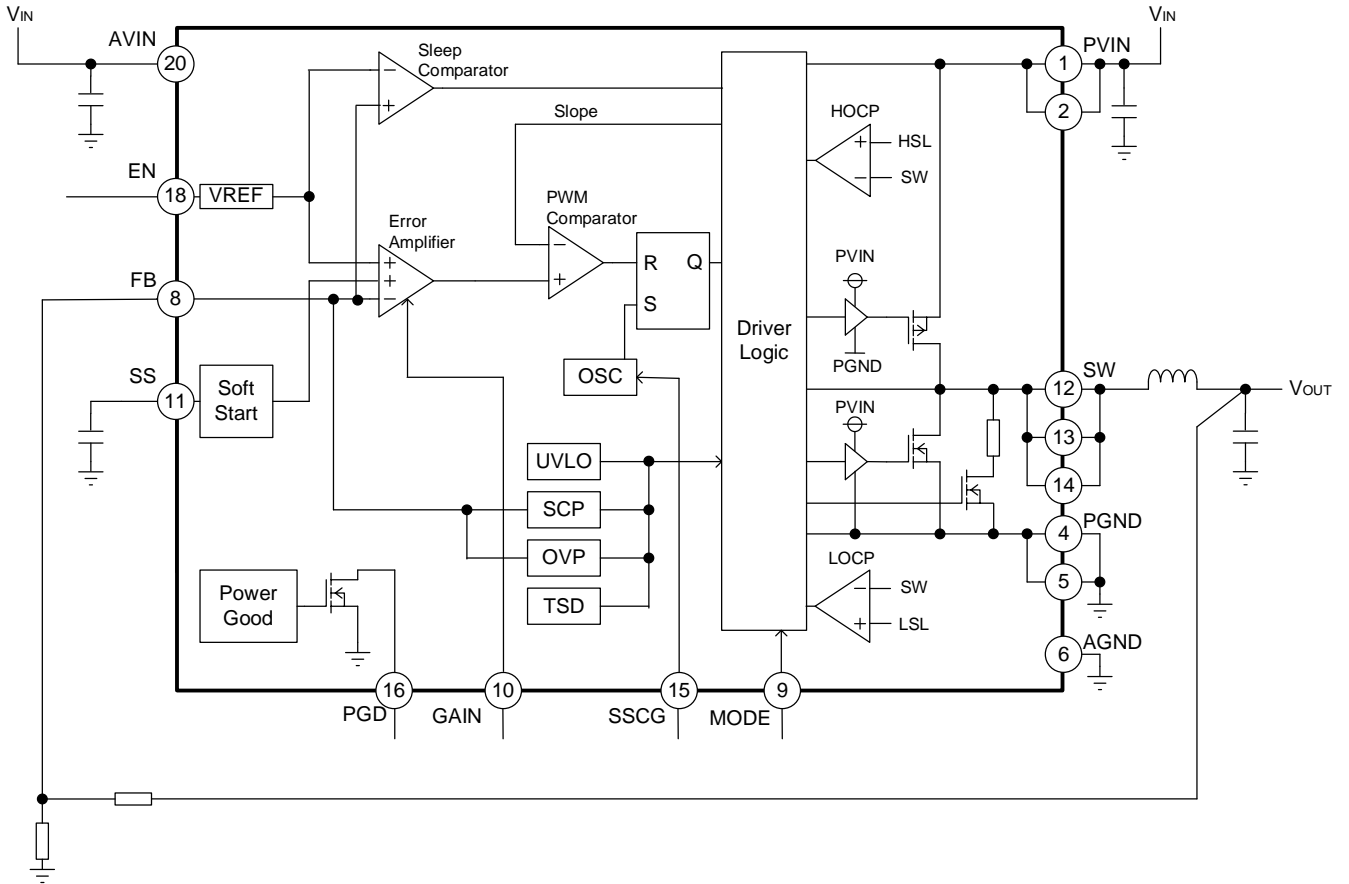 VIN
AVIN
20
EN
18
VREF
FB
8
SS
11
Soft
Start
Sleep
Comparator
−
+
Slope
Error
Amplifier
+
+
−
PWM
Comparator
−
+
R
Q
S
OSC
UVLO
SCP
OVP
TSD
Power
Good
Driver
Logic
HOCP
+
HSL
−
SW
PVIN
PGND
PVIN
LOCP
−
SW
+
LSL
VIN
PVIN
1
2
SW
12
13
14
VOUT
PGND
4
5
AGND
6
16
PGD
10
GAIN
15
SSCG
9
MODE